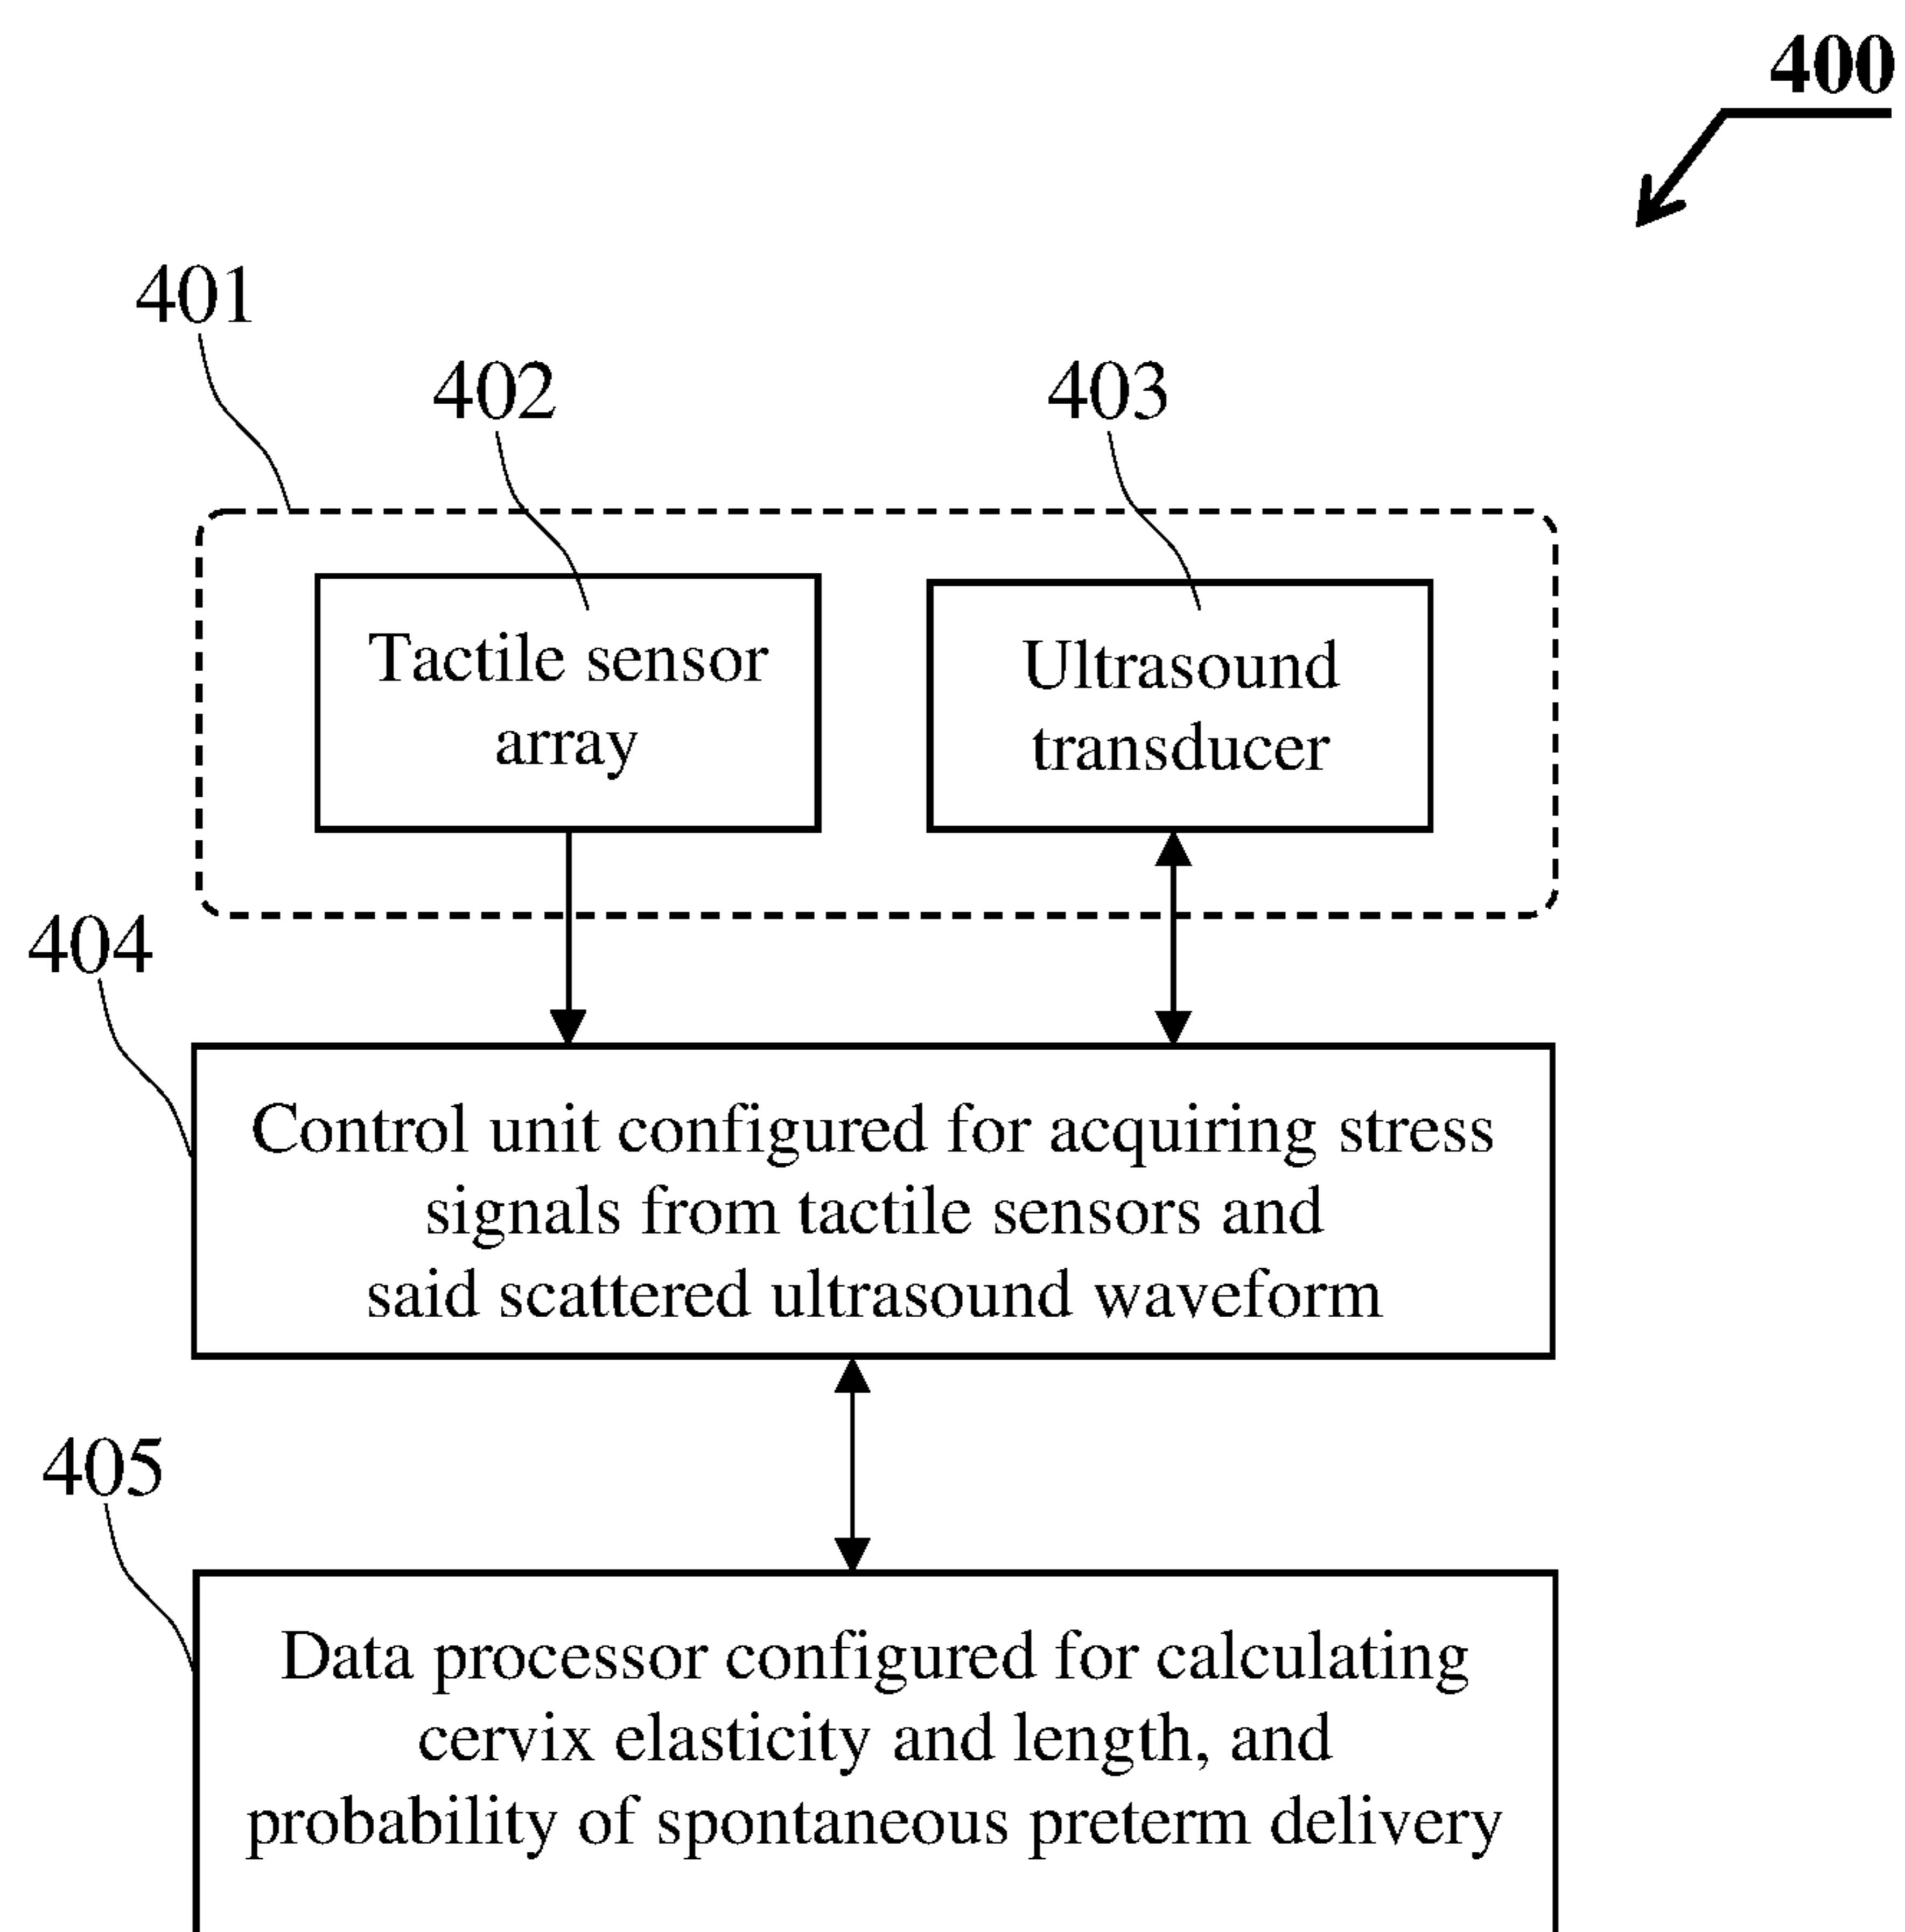 400
401
402
403
Tactile sensor
array
Ultrasound
transducer
404
Control unit configured for acquiring stress
signals from tactile sensors and
said scattered ultrasound waveform
405
Data processor configured for calculating
cervix elasticity and length, and
probability of spontaneous preterm delivery